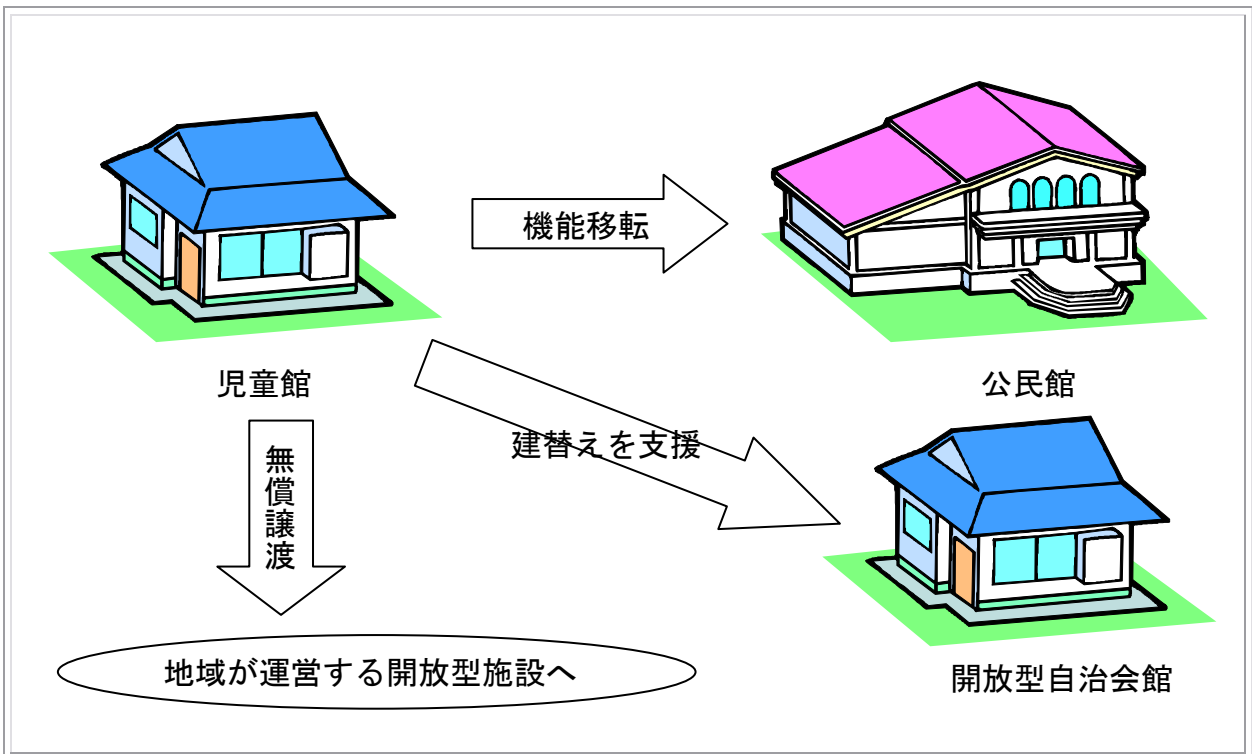 機能移転
児童館
公民館
建替えを支援
無償譲渡
地域が運営する開放型施設へ
開放型自治会館